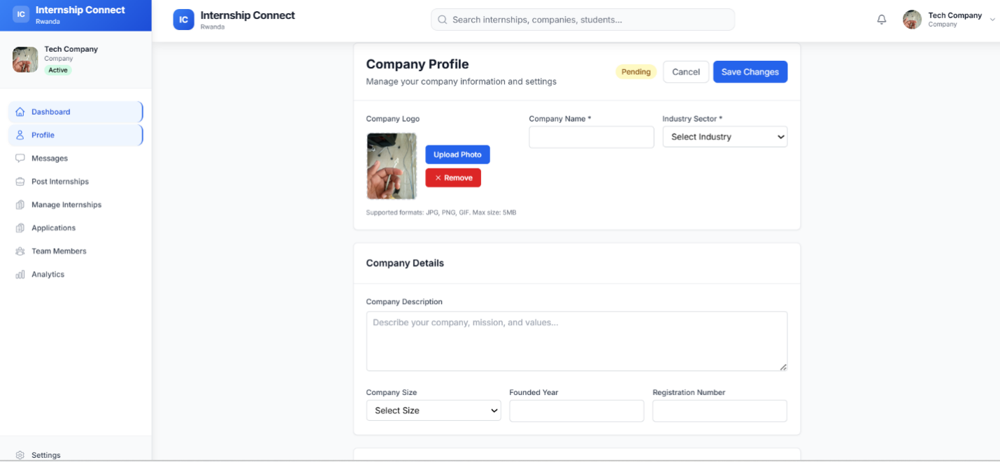 IC
Internship Connect
Rwanda
Tech Company
Company
Active
Dashboard
Profile
Messages
Post Internships
Manage Internships
Applications
Team Members
Analytics
Settings
IC
Internship Connect
Rwanda
Search internships, companies, students...
Tech Company
Company
Company Profile
Manage your company information and settings
Pending
Cancel
Save Changes
Company Logo
Upload Photo
× Remove
Supported formats: JPG, PNG, GIF. Max size: 5MB
Company Name *
Industry Sector *
Select Industry
Company Details
Company Description
Describe your company, mission, and values...
Company Size
Select Size
Founded Year
Registration Number